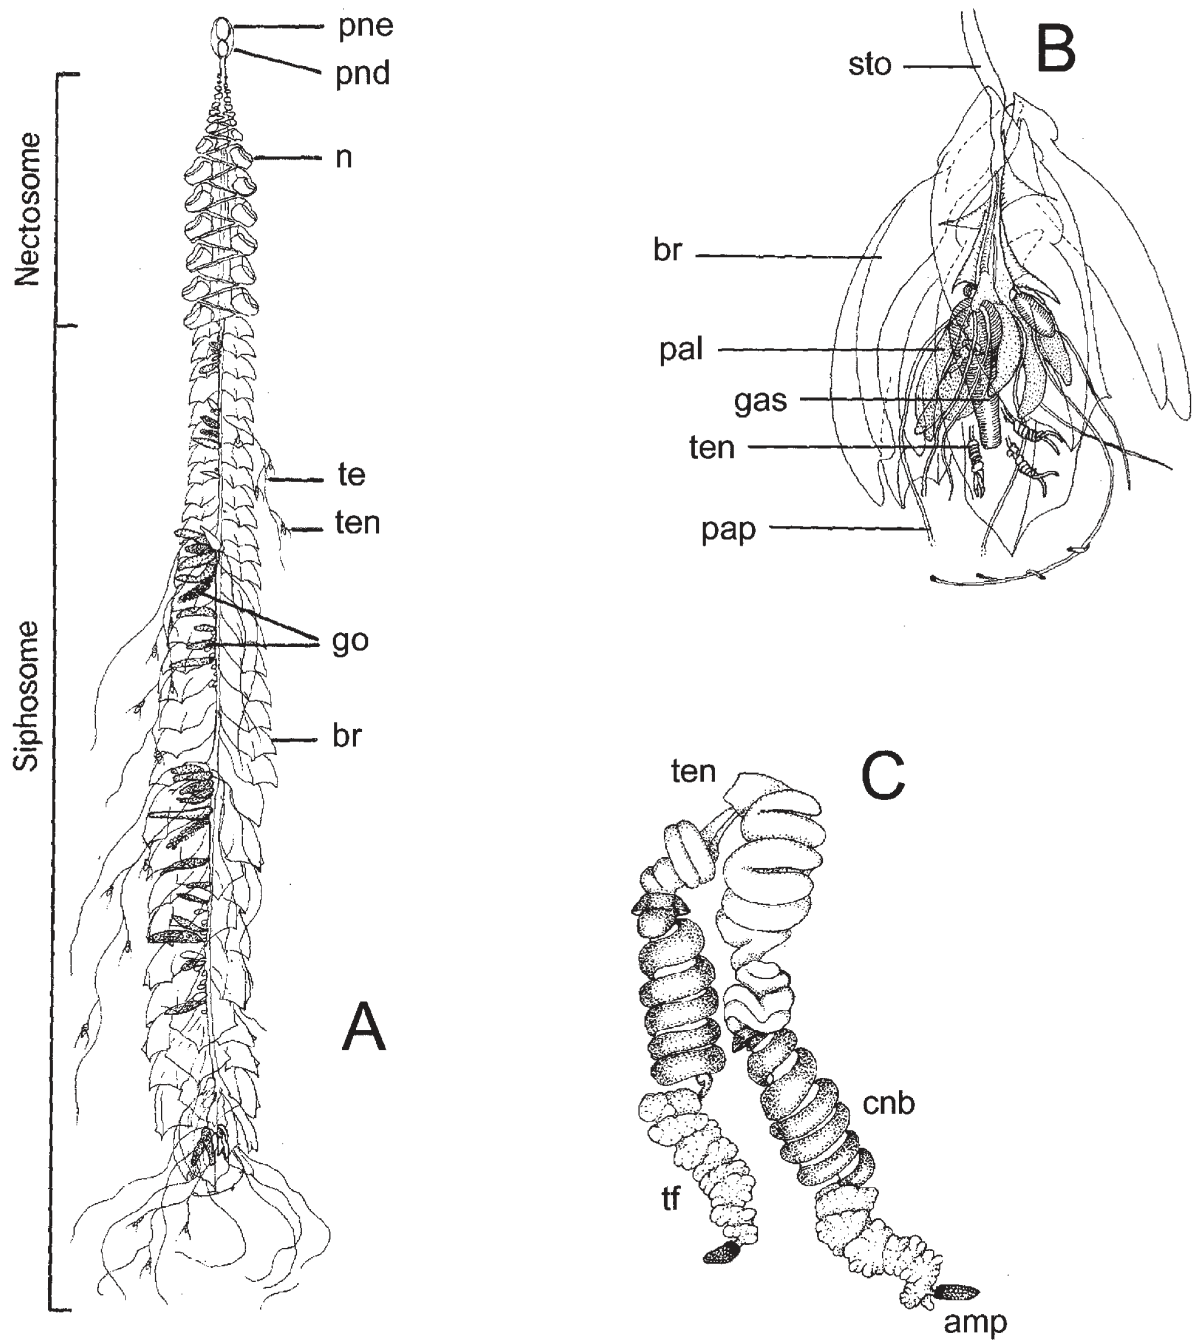 pne
pnd
Nectosome
n
te
ten
go
Siphosome
br
A
B
sto
br
pal
gas
ten
pap
C
ten
cnb
tf
amp